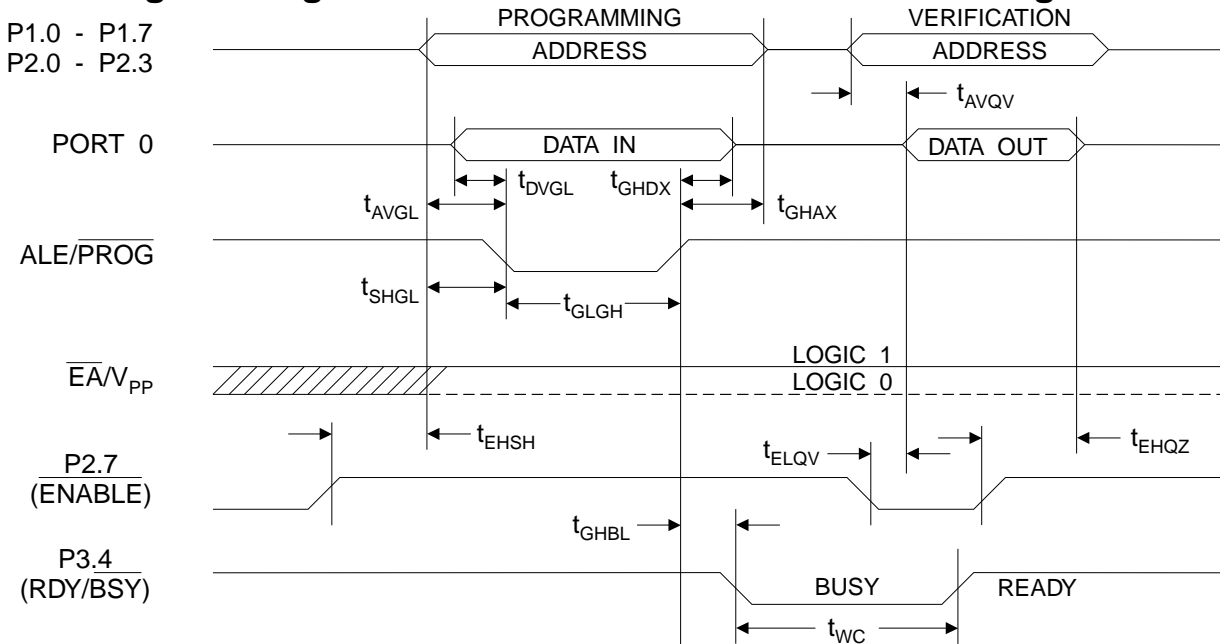 PROGRAMMING
VERIFICATION
P1.0 - P1.7
P2.0 - P2.3
ADDRESS
ADDRESS
tAVQV
PORT 0
DATA IN
DATA OUT
tDVGL
tGHDX
tAVGL
tGHAX
ALE/PROG
tSHGL
tGLGH
LOGIC 1
EA/VPP
LOGIC 0
tEHSH
tELQV
tEHQZ
P2.7
(ENABLE)
tGHBL
P3.4
(RDY/BSY)
BUSY
READY
tWC